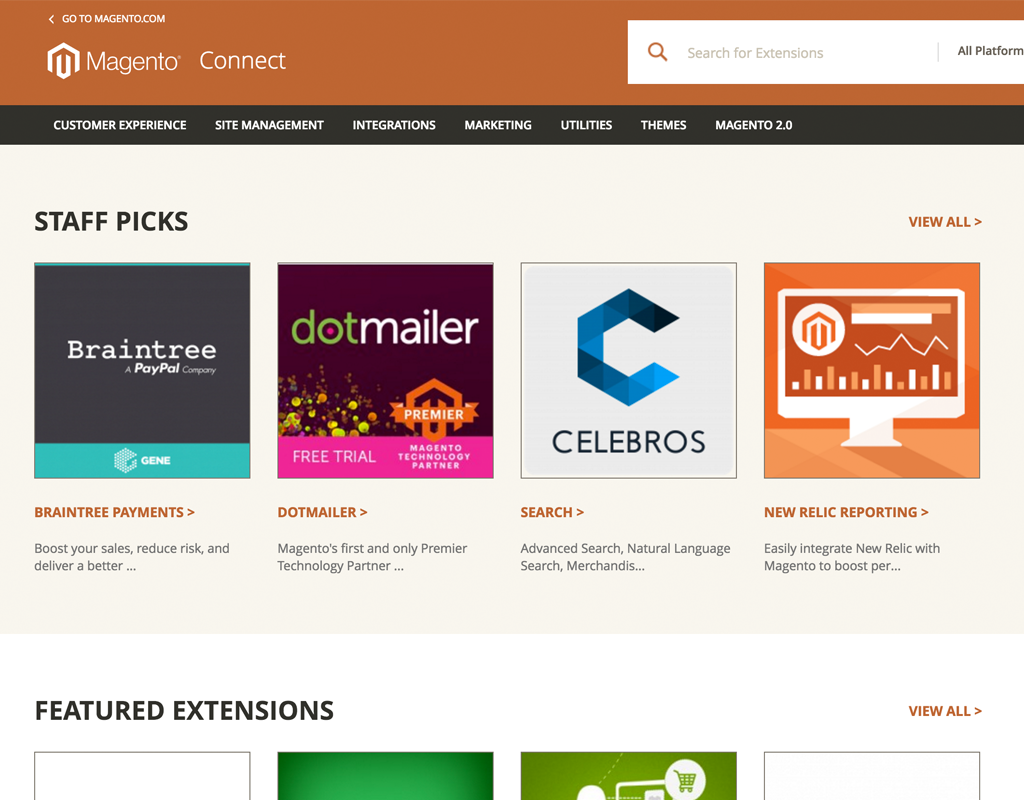 GO TO MAGENTO.COM
Magento® Connect
Search for Extensions
All Platform
CUSTOMER EXPERIENCE SITE MANAGEMENT INTEGRATIONS MARKETING UTILITIES THEMES MAGENTO 2.0
STAFF PICKS
VIEW ALL >
Braintree
A PayPal Company
GENE
dotmailer
PREMIER
FREE TRIAL
MAGENTO
TECHNOLOGY
PARTNER
CELEBROS
BRAINTREE PAYMENTS >
Boost your sales, reduce risk, and
deliver a better ...
DOTMAILER >
Magento's first and only Premier
Technology Partner ...
SEARCH >
Advanced Search, Natural Language
Search, Merchandis...
NEW RELIC REPORTING >
Easily integrate New Relic with
Magento to boost per...
FEATURED EXTENSIONS
VIEW ALL >